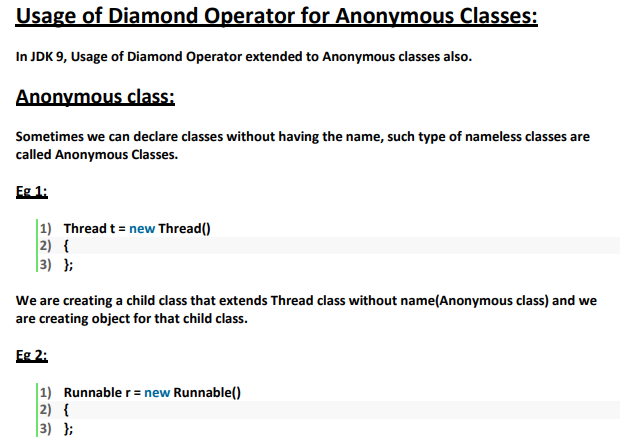 Usage of Diamond Operator for Anonymous Classes:
In JDK 9, Usage of Diamond Operator extended to Anonymous classes also.
Anonymous class:
Sometimes we can declare classes without having the name, such type of nameless classes are
called Anonymous Classes.
Eg 1:
1) Thread t = new Thread()
2) {
3) };
We are creating a child class that extends Thread class without name(Anonymous class) and we
are creating object for that child class.
Eg 2:
1) Runnable r = new Runnable()
2) {
3) };